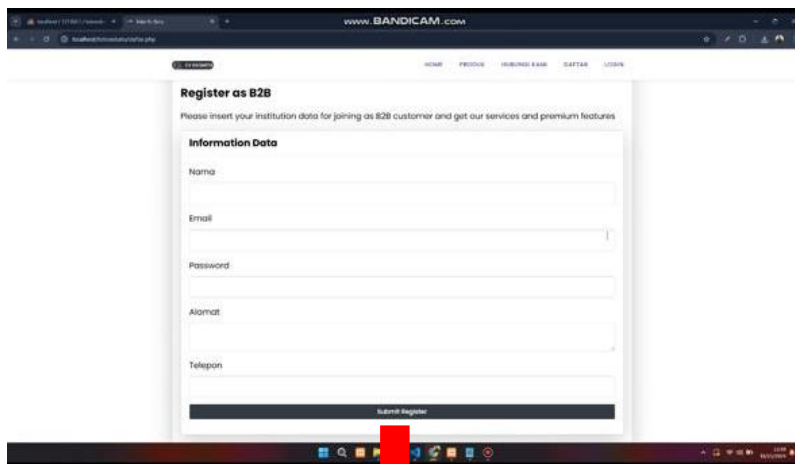 www.BANDICAM.com
HOME PRODUK HUBUNGI KAMI DAFTAR LOGIN
Register as B2B
Please insert your institution data for joining as B2B customer and get our services and premium features
Information Data
Nama
Email
Password
Alamat
Telepon
Submit Register